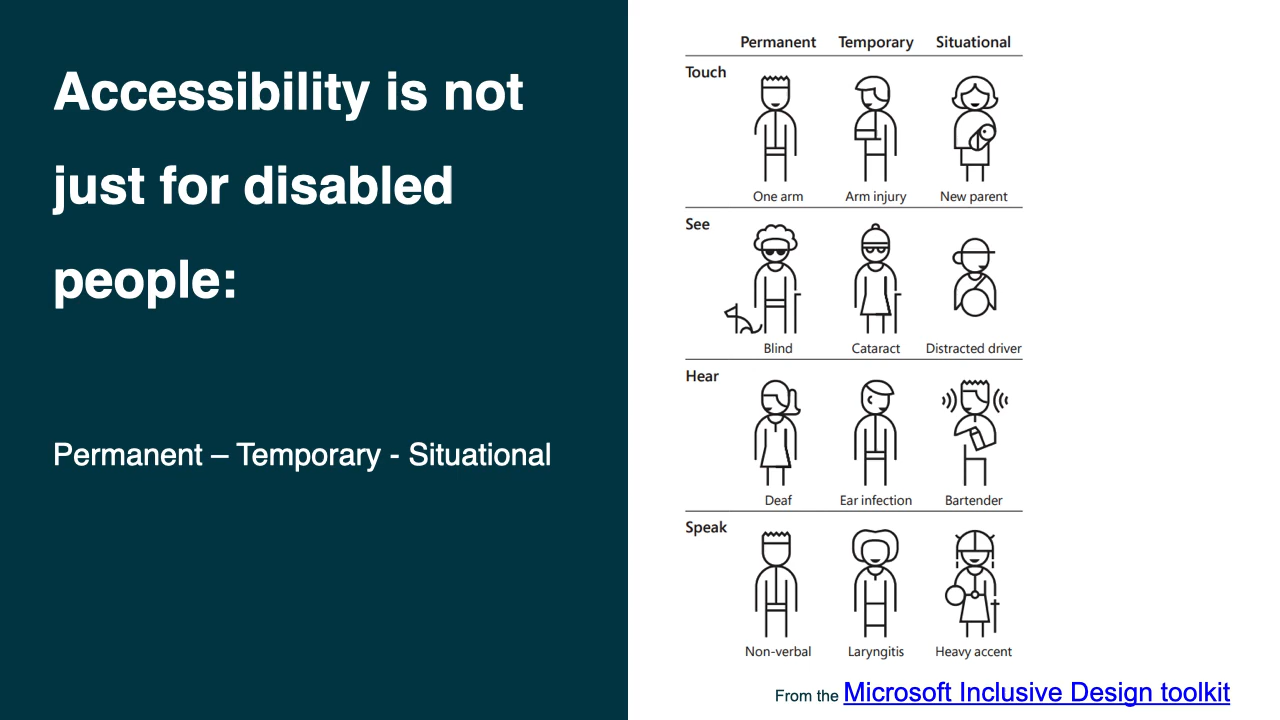 Accessibility is not
just for disabled
people:
Permanent – Temporary - Situational
Permanent Temporary Situational
Touch
One arm Arm injury New parent
See
Blind Cataract Distracted driver
Hear
Deaf Ear infection Bartender
Speak
Non-verbal Laryngitis Heavy accent
From the Microsoft Inclusive Design toolkit